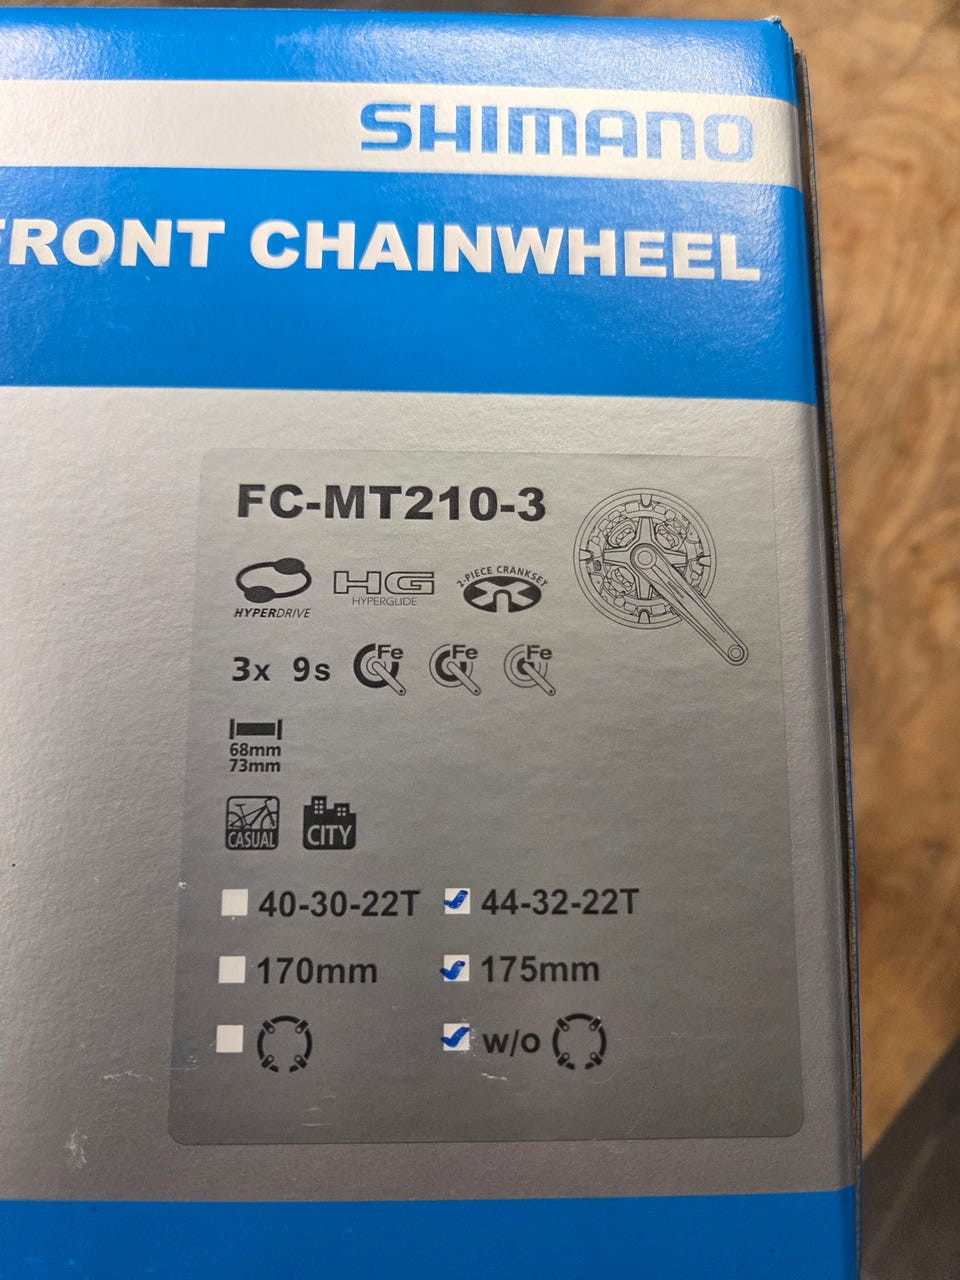 SHIMANO
FRONT CHAINWHEEL
FC-MT210-3
HYPERDRIVE
HG
HYPERGLIDE
2-PIECE CRANKSET
3x 9s Fe Fe Fe
68mm
73mm
CASUAL
CITY
40-30-22T 44-32-22T
170mm 175mm
w/o